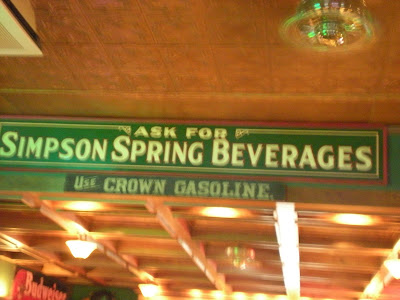 ASK FOR
SIMPSON SPRING BEVERAGES
USE CROWN GASOLINE.
Budweiser